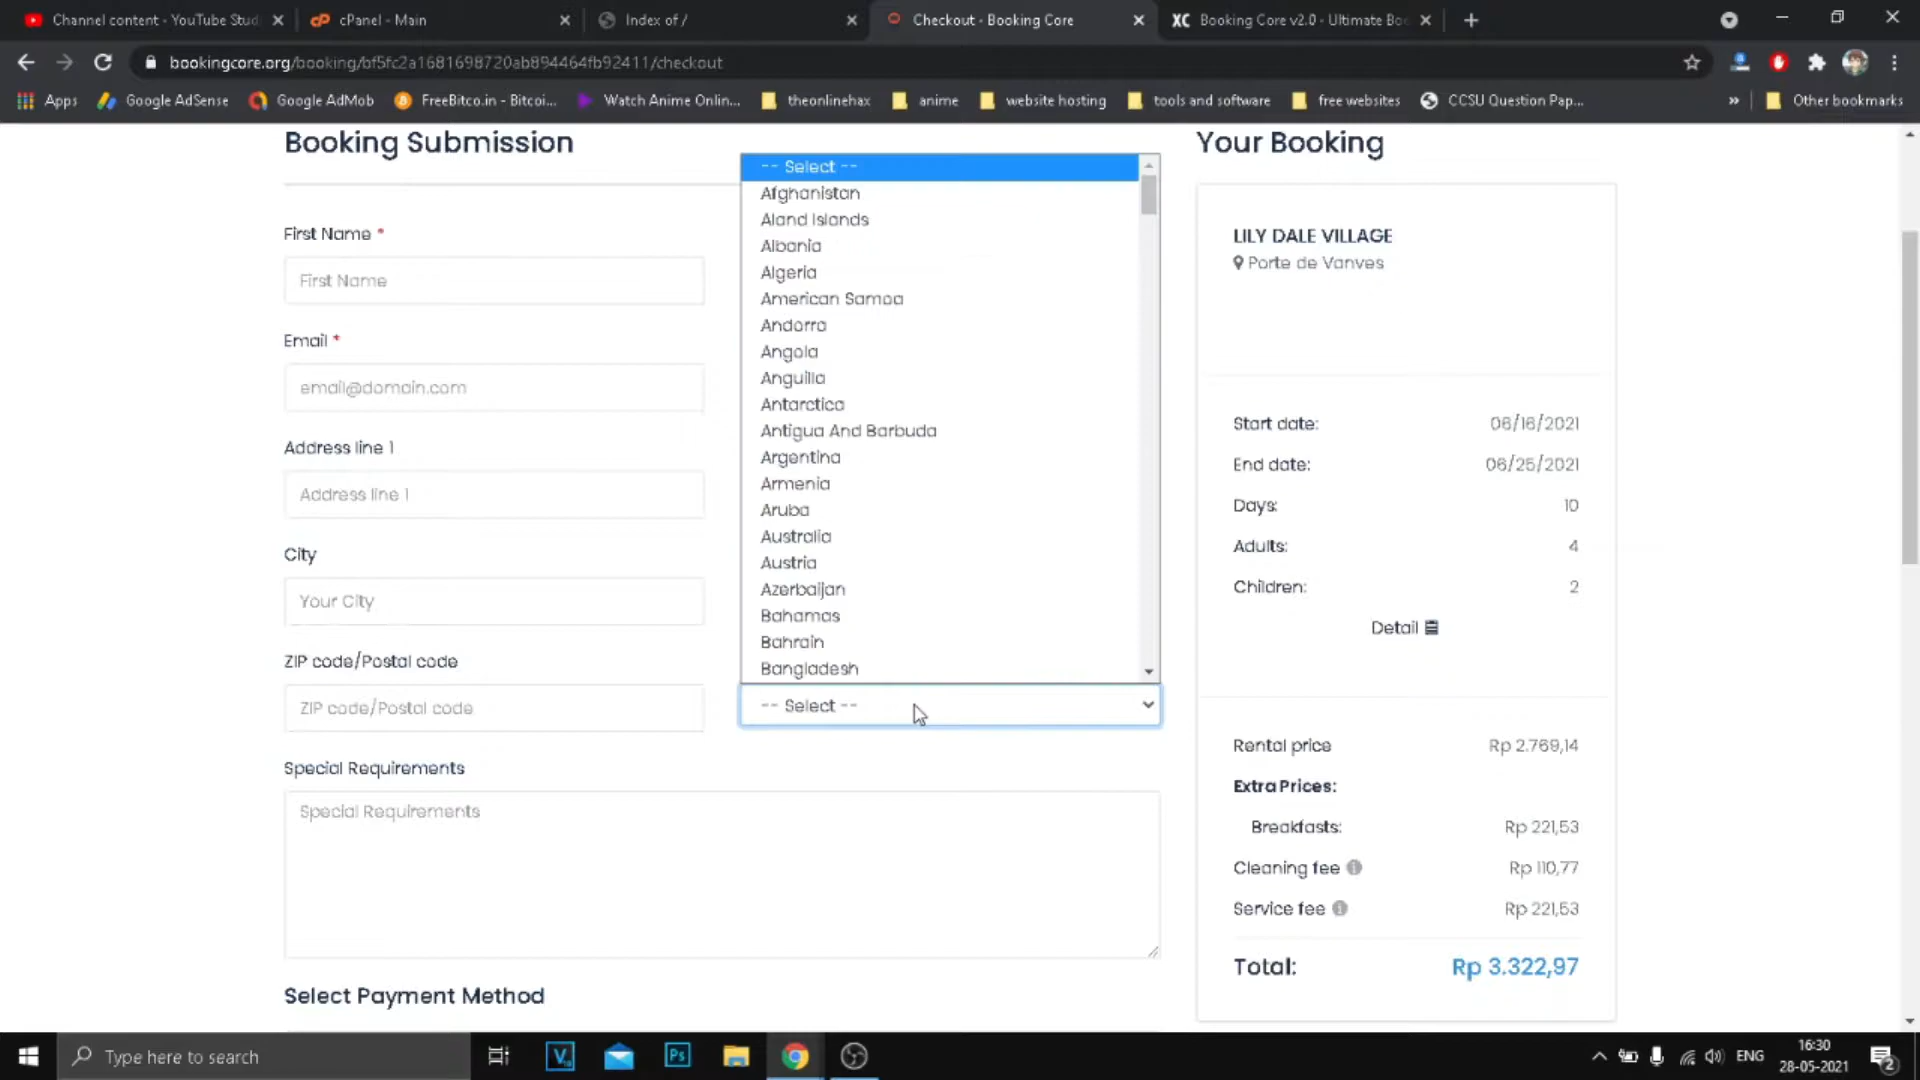 Channel content - YouTube Stud
cPanel - Main
Index of /
Checkout - Booking Core
XC Booking Core v2.0 - Ultimate Boo
bookingcore.org/booking/bf5fc2a1681698720ab894464fb92411/checkout
Apps
Google AdSense
Google AdMob
FreeBitco.in - Bitcoi...
Watch Anime Onlin...
theonlinehax
anime
website hosting
tools and software
free websites
CCSU Question Pap...
»
Other bookmarks
Booking Submission
First Name *
First Name
Email *
email@domain.com
Address line 1
Address line 1
City
Your City
ZIP code/Postal code
ZIP code/Postal code
-- Select --
Afghanistan
Aland Islands
Albania
Algeria
American Samoa
Andorra
Angola
Anguilla
Antarctica
Antigua And Barbuda
Argentina
Armenia
Aruba
Australia
Austria
Azerbaijan
Bahamas
Bahrain
Bangladesh
-- Select --
Special Requirements
Special Requirements
Select Payment Method
Your Booking
LILY DALE VILLAGE
Porte de Vanves
Start date: 06/16/2021
End date: 06/25/2021
Days: 10
Adults: 4
Children: 2
Detail
Rental price Rp 2.769,14
Extra Prices:
Breakfasts: Rp 221,53
Cleaning fee Rp 110,77
Service fee Rp 221,53
Total: Rp 3.322,97
Type here to search
Ps
ENG
16:30
28-05-2021
2